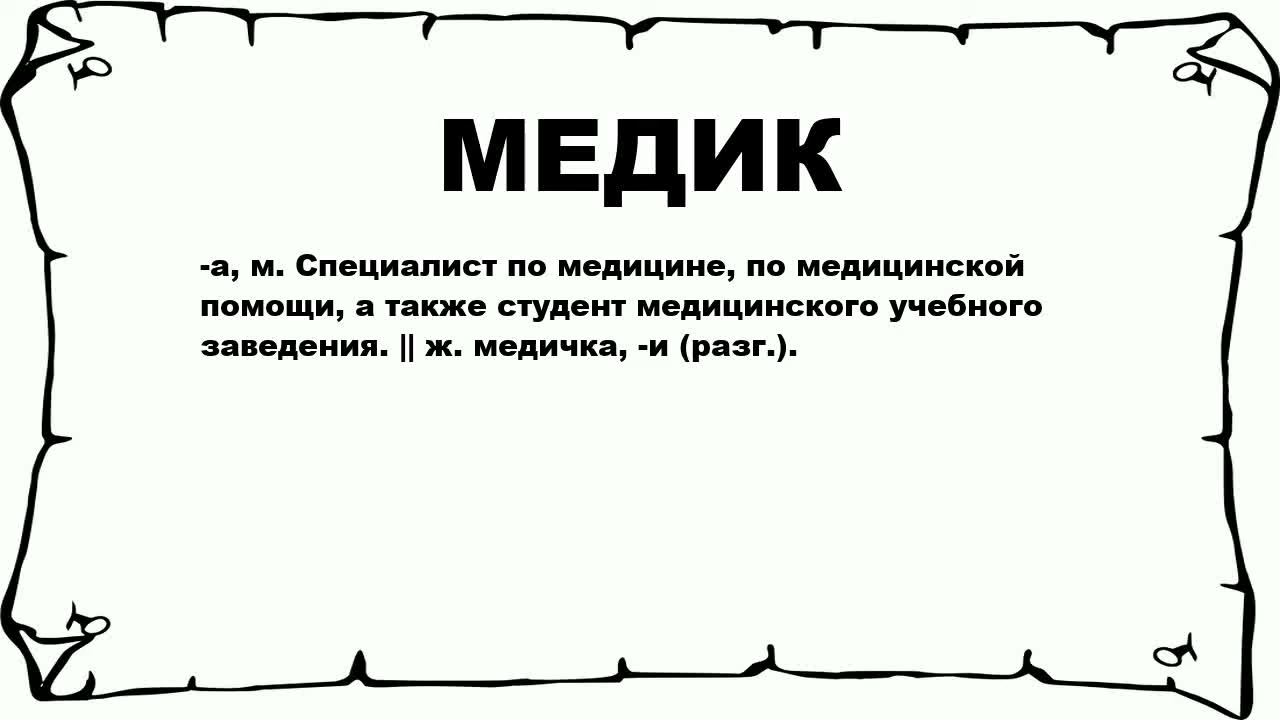 МЕДИК
-а, м. Специалист по медицине, по медицинской
помощи, а также студент медицинского учебного
заведения. || ж. медичка, -и (разг.).